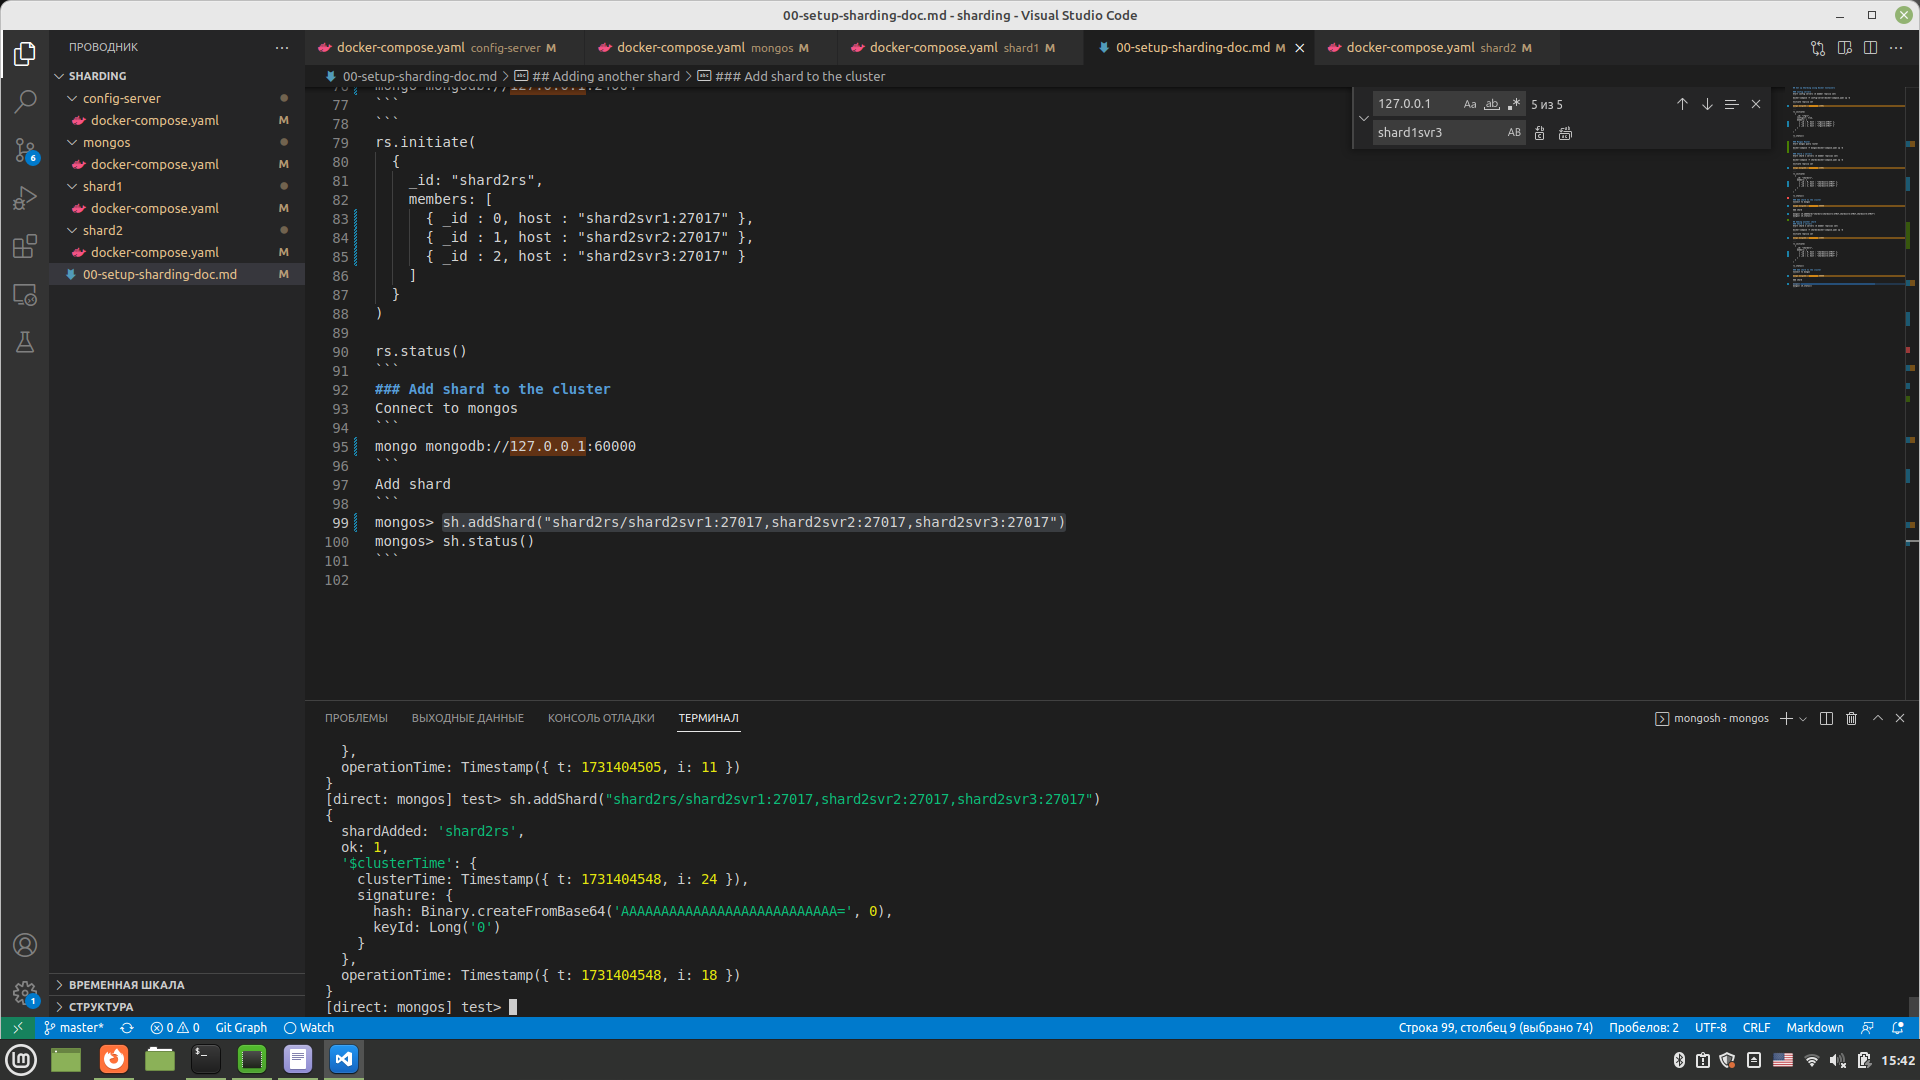 00-setup-sharding-doc.md - sharding - Visual Studio Code
ПРОВОДНИК
SHARDING
config-server
docker-compose.yaml M
mongos
docker-compose.yaml M
shard1
docker-compose.yaml M
shard2
docker-compose.yaml M
00-setup-sharding-doc.md M
ВРЕМЕННАЯ ШКАЛА
СТРУКТУРА
6
1
docker-compose.yaml config-server M
docker-compose.yaml mongos M
docker-compose.yaml shard1 M
00-setup-sharding-doc.md M
docker-compose.yaml shard2 M
00-setup-sharding-doc.md > ## Adding another shard > ### Add shard to the cluster
127.0.0.1 Aa ab 5 из 5
shard1svr3 AB
77 ```
78 ```
79 rs.initiate(
80 {
81 _id: "shard2rs",
82 members: [
83 { _id : 0, host : "shard2svr1:27017" },
84 { _id : 1, host : "shard2svr2:27017" },
85 { _id : 2, host : "shard2svr3:27017" }
86 ]
87 }
88 )
89
90 rs.status()
91 ```
92 ### Add shard to the cluster
93 Connect to mongos
94 ```
95 mongo mongodb://127.0.0.1:60000
96 ```
97 Add shard
98 ```
99 mongos> sh.addShard("shard2rs/shard2svr1:27017,shard2svr2:27017,shard2svr3:27017")
100 mongos> sh.status()
101 ```
102
ПРОБЛЕМЫ ВЫХОДНЫЕ ДАННЫЕ КОНСОЛЬ ОТЛАДКИ ТЕРМИНАЛ
mongosh - mongos
},
operationTime: Timestamp({ t: 1731404505, i: 11 })
}
[direct: mongos] test> sh.addShard("shard2rs/shard2svr1:27017,shard2svr2:27017,shard2svr3:27017")
{
shardAdded: 'shard2rs',
ok: 1,
'$clusterTime': {
clusterTime: Timestamp({ t: 1731404548, i: 24 }),
signature: {
hash: Binary.createFromBase64('AAAAAAAAAAAAAAAAAAAAAAAAAAA=', 0),
keyId: Long('0')
}
},
operationTime: Timestamp({ t: 1731404548, i: 18 })
}
[direct: mongos] test>
master* 0 0 Git Graph Watch
Строка 99, столбец 9 (выбрано 74) Пробелов: 2 UTF-8 CRLF Markdown
15:42